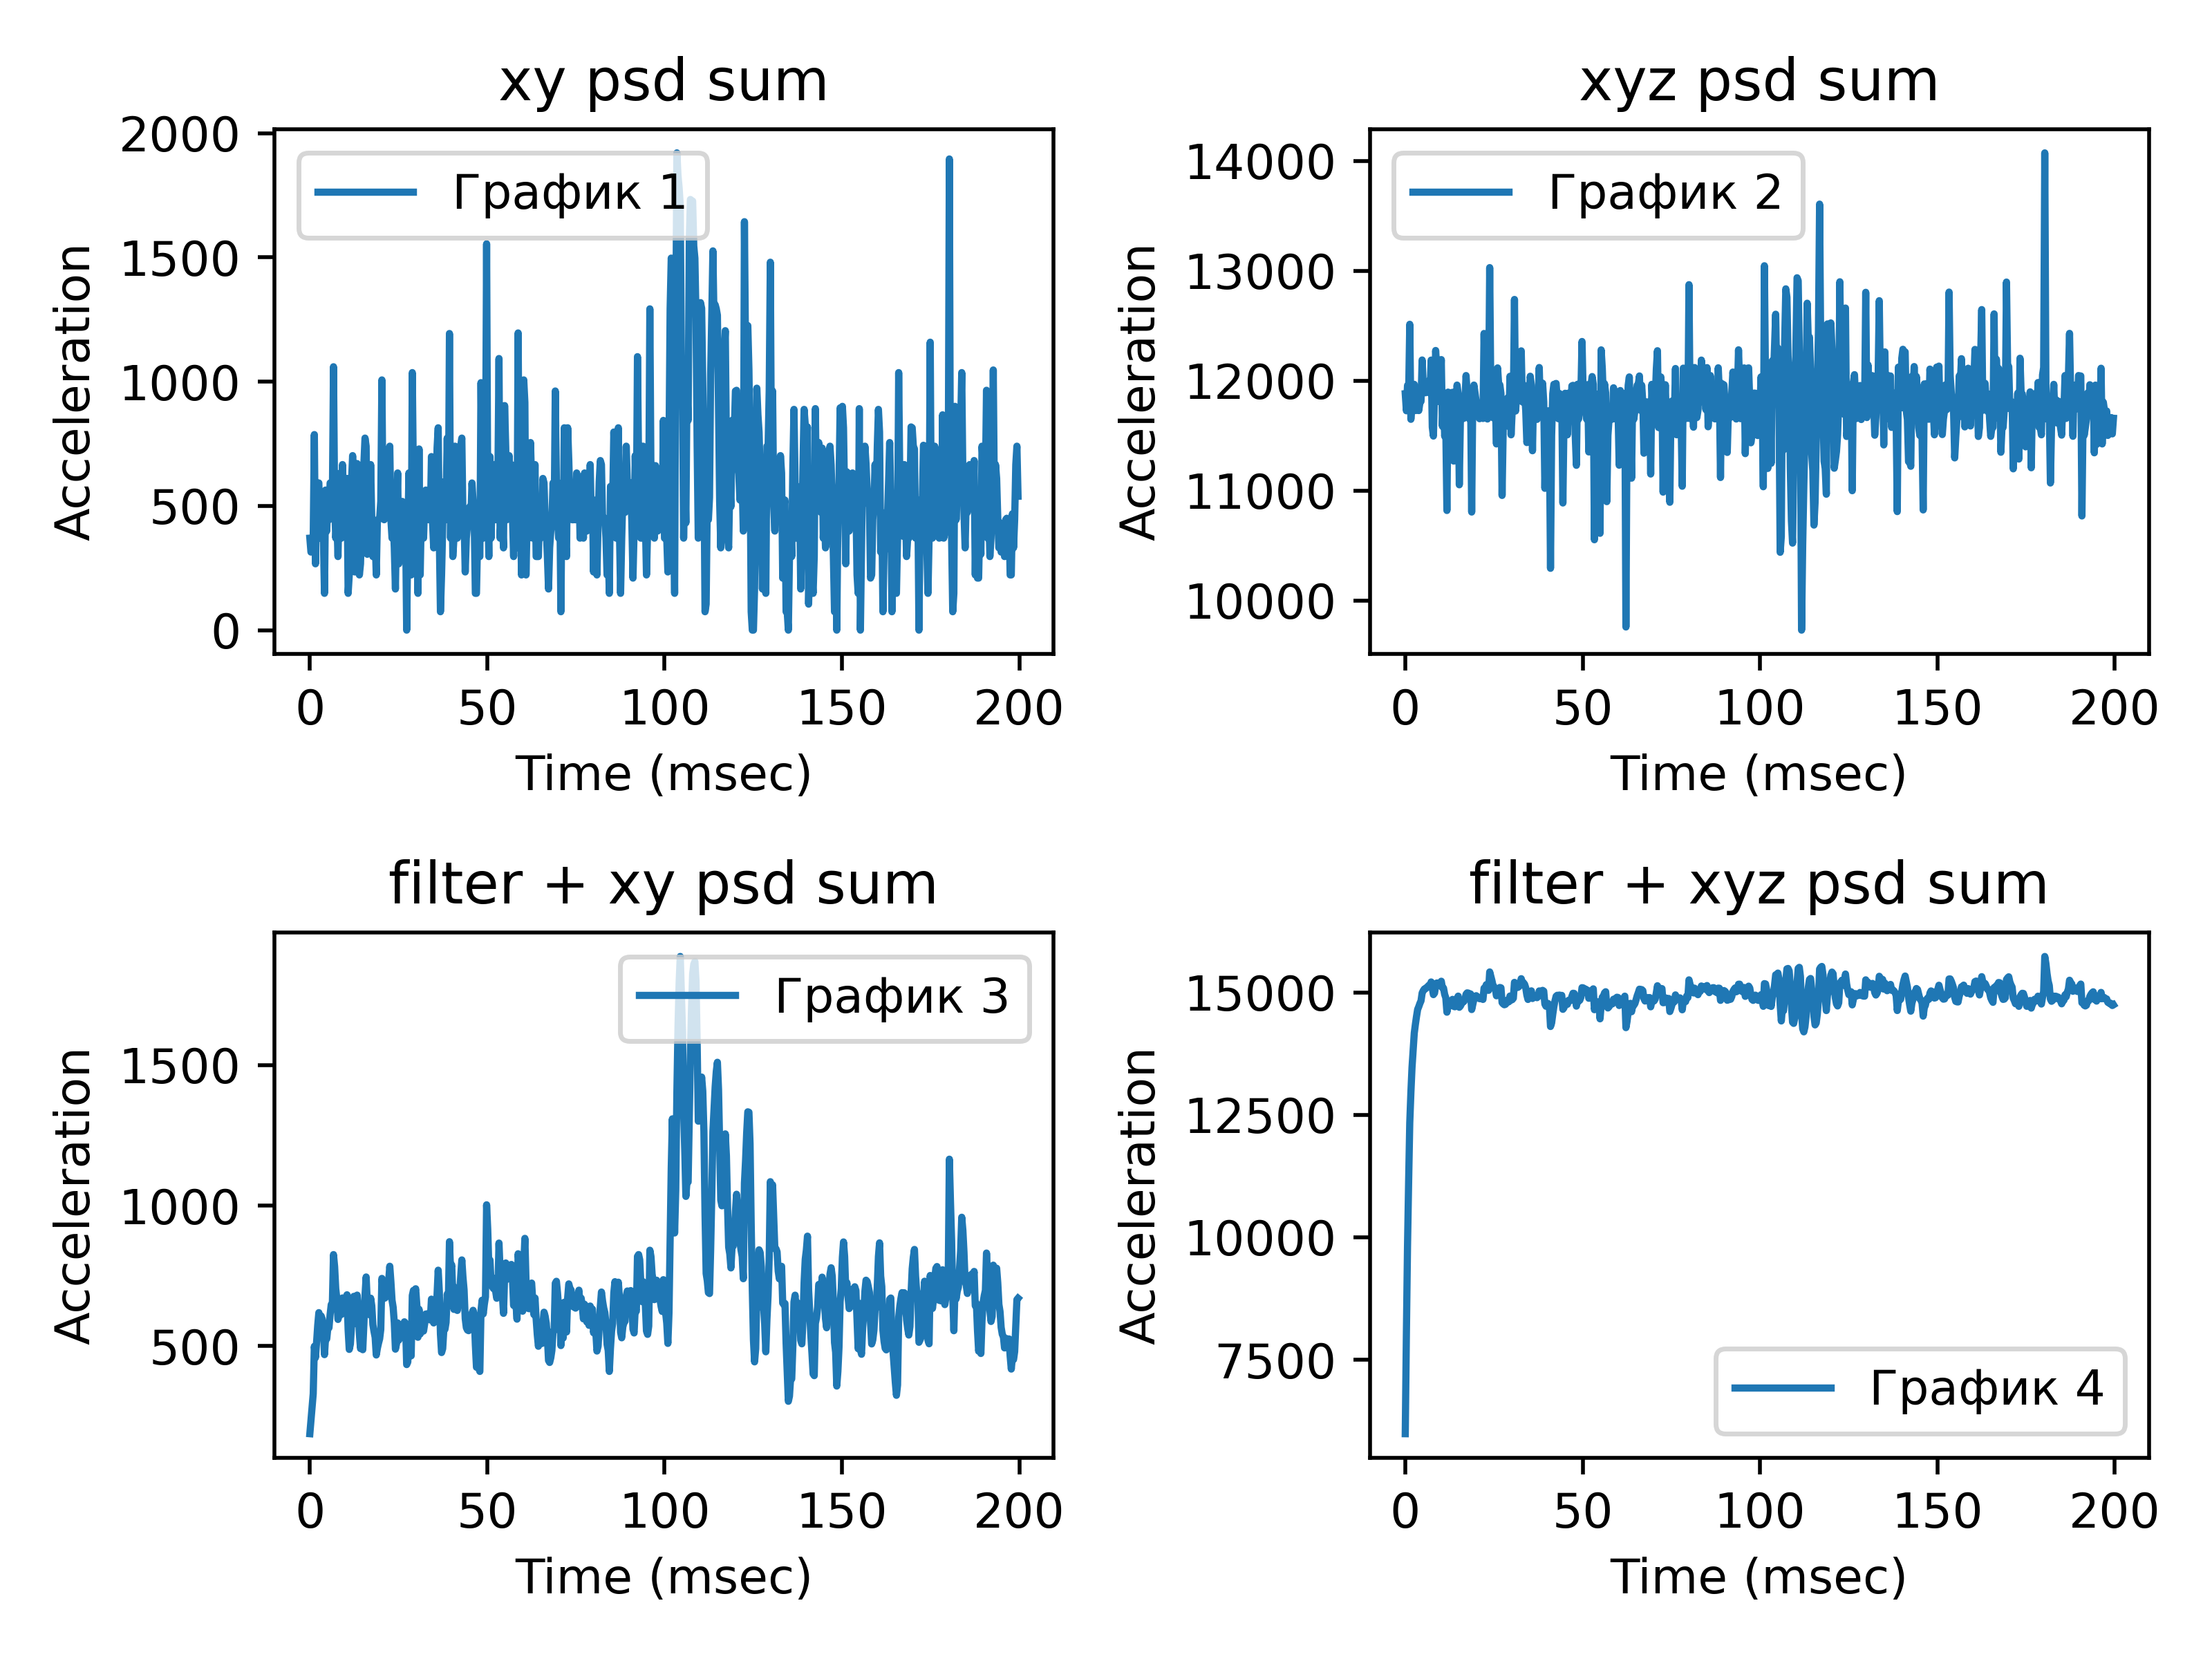 xy psd sum
2000
1500
1000
500
0
Acceleration
График 1
0 50 100 150 200
Time (msec)
xyz psd sum
14000
13000
12000
11000
10000
Acceleration
График 2
0 50 100 150 200
Time (msec)
filter + xy psd sum
1500
1000
500
Acceleration
График 3
0 50 100 150 200
Time (msec)
filter + xyz psd sum
15000
12500
10000
7500
Acceleration
График 4
0 50 100 150 200
Time (msec)